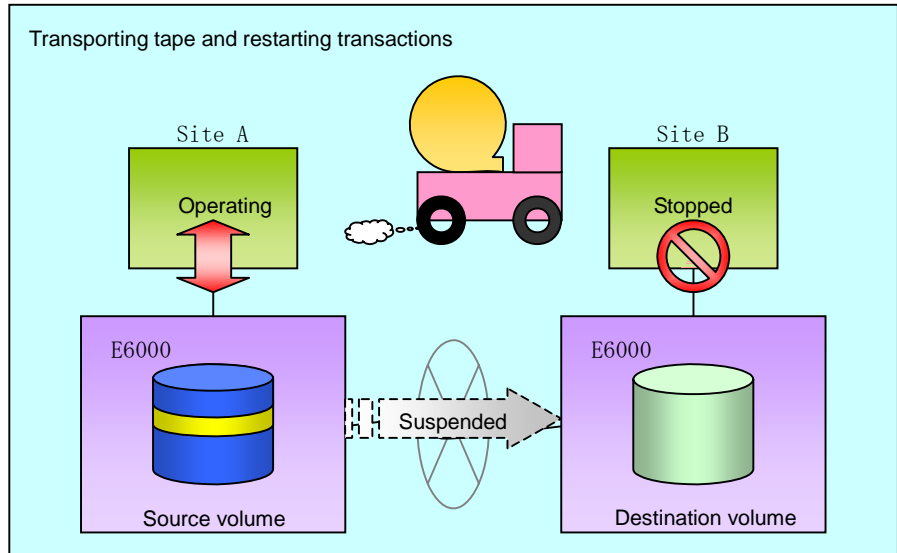 Transporting tape and restarting transactions
Site A
Site B
Operating
Stopped
E6000
E6000
Suspended
Source volume
Destination volume